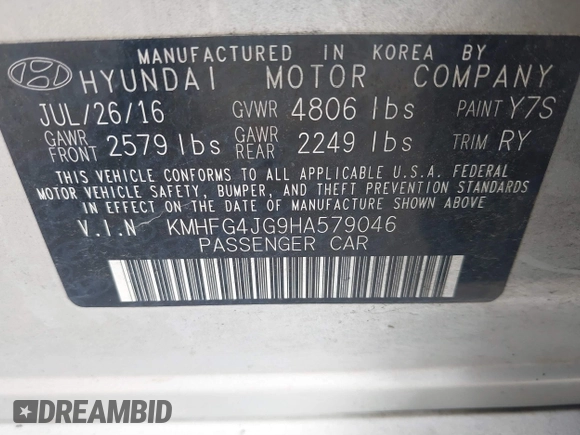 MANUFACTURED IN KOREA BY
HYUNDAI MOTOR COMPANY
JUL/26/16 GVWR 4806 lbs PAINT Y7S
GAWR FRONT 2579 lbs GAWR REAR 2249 lbs TRIM RY
THIS VEHICLE CONFORMS TO ALL APPLICABLE U.S.A. FEDERAL
MOTOR VEHICLE SAFETY, BUMPER, AND THEFT PREVENTION STANDARDS
IN EFFECT ON THE DATE OF MANUFACTURE SHOWN ABOVE.
V.I.N KMHFG4JG9HA579046
PASSENGER CAR
DREAMBID